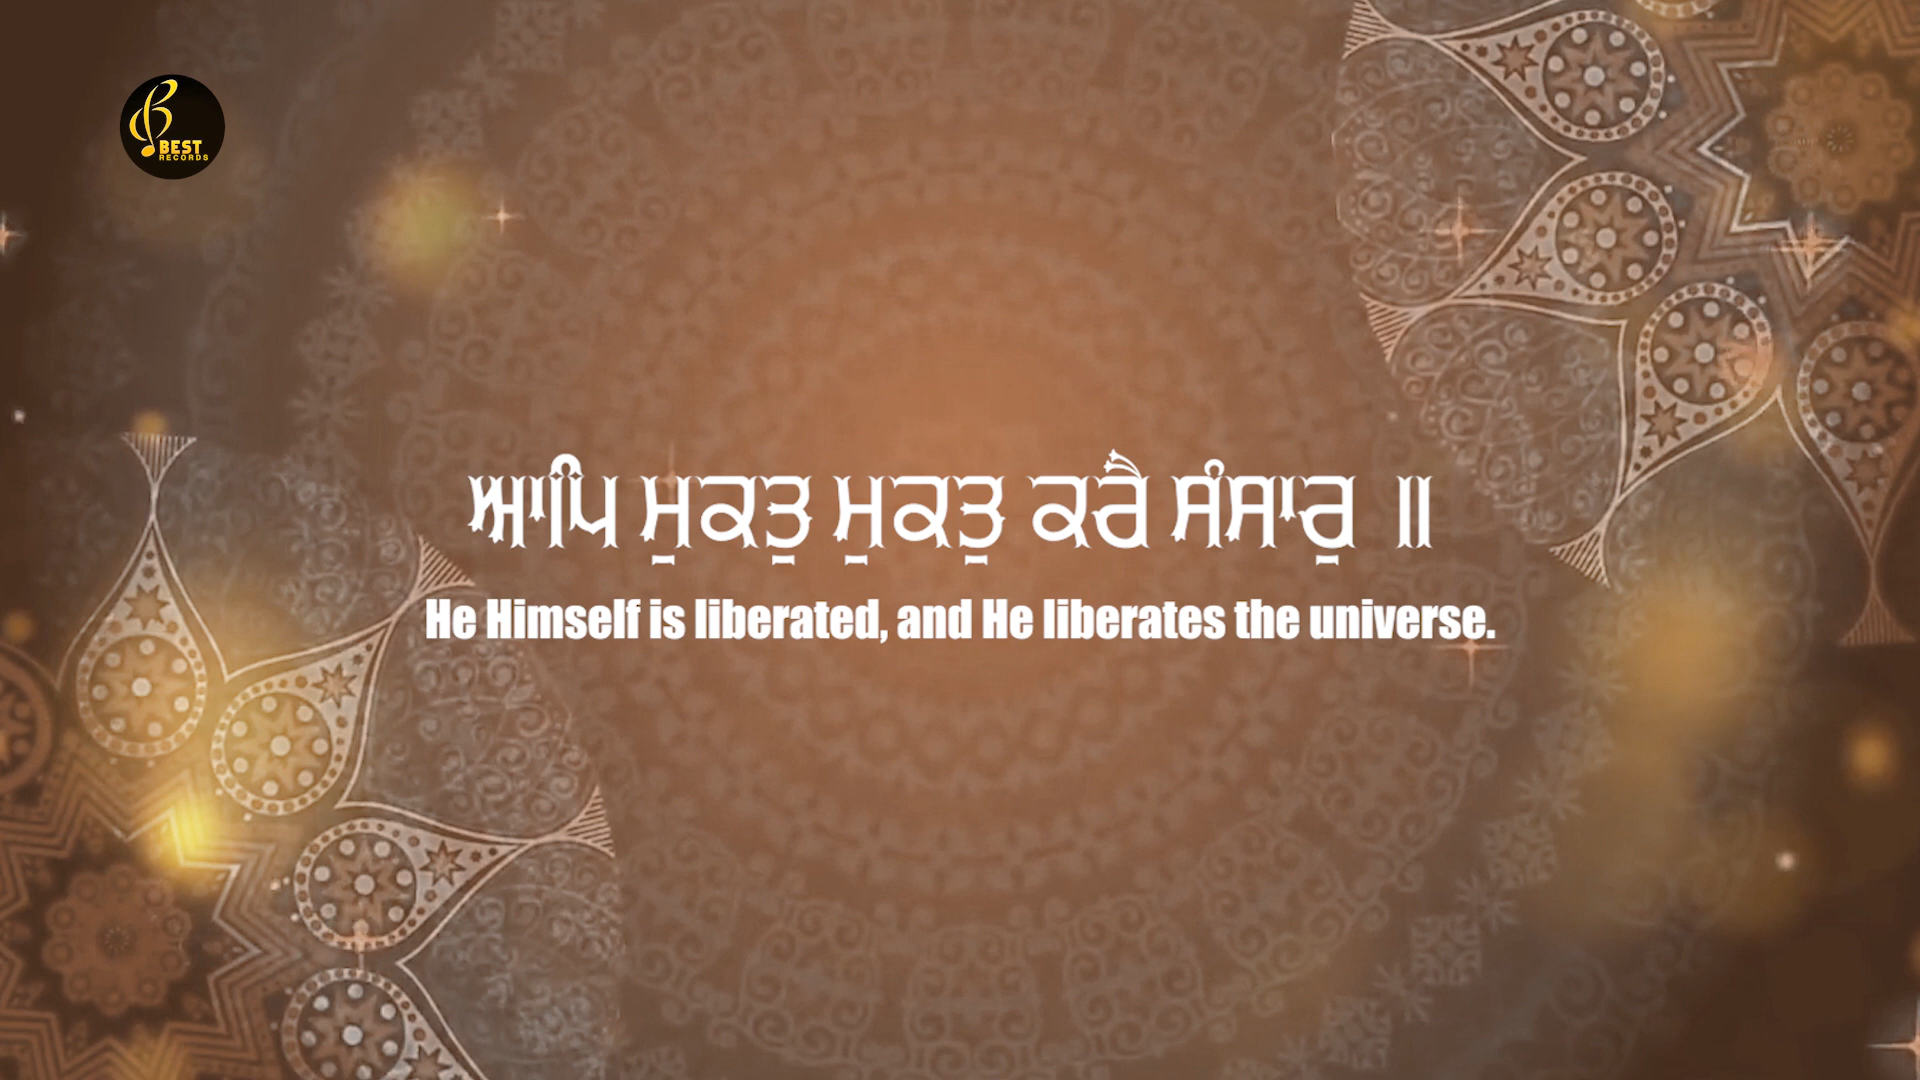 BEST
RECORDS
ਆਪਿ ਮੁਕਤੁ ਮੁਕਤੁ ਕਰੈ ਸੰਸਾਰੁ ॥
He Himself is liberated, and He liberates the universe.